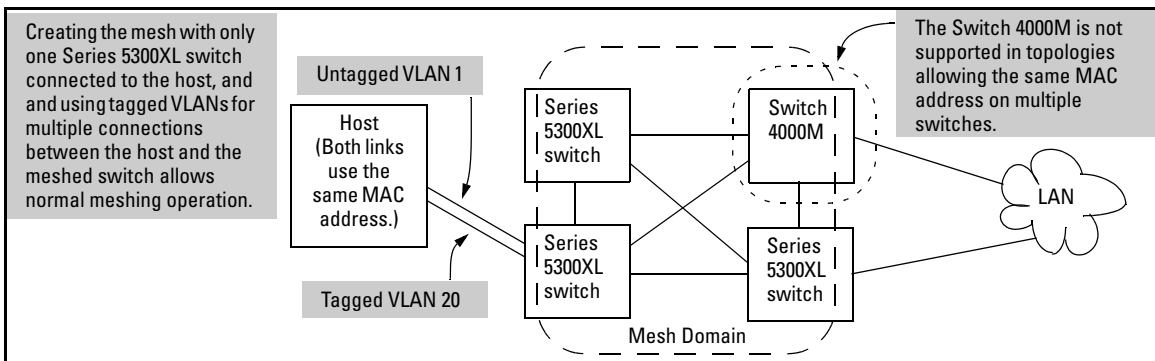 Creating the mesh with only
one Series 5300XL switch
connected to the host, and
and using tagged VLANs for
multiple connections
between the host and the
meshed switch allows
normal meshing operation.
Untagged VLAN 1
Host
(Both links
use the
same MAC
address.)
Tagged VLAN 20
Series
5300XL
switch
Switch
4000M
Series
5300XL
switch
Series
5300XL
switch
Mesh Domain
The Switch 4000M is not
supported in topologies
allowing the same MAC
address on multiple
switches.
LAN